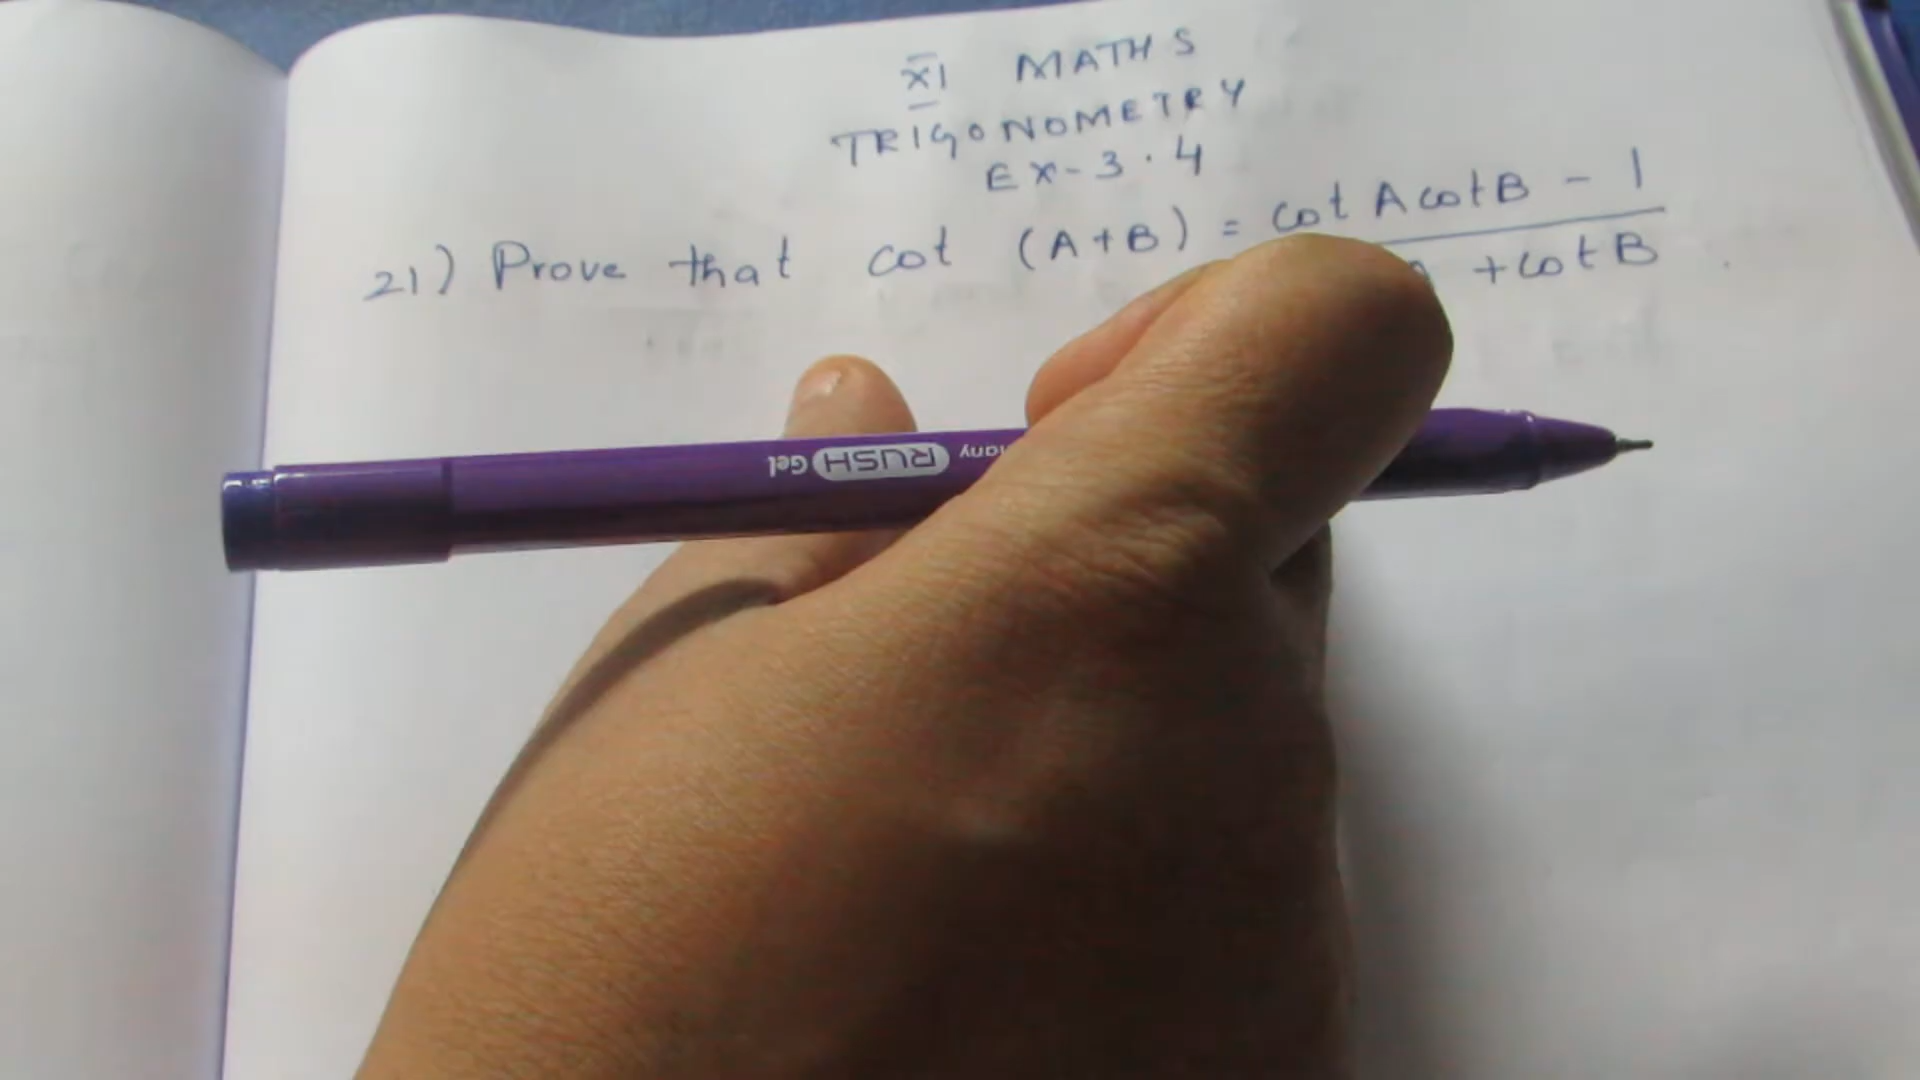 XI MATHS
TRIGONOMETRY
EX-3.4
21) Prove that cot (A+B) = cot A cot B - 1
+ cot B
RUSH Gel